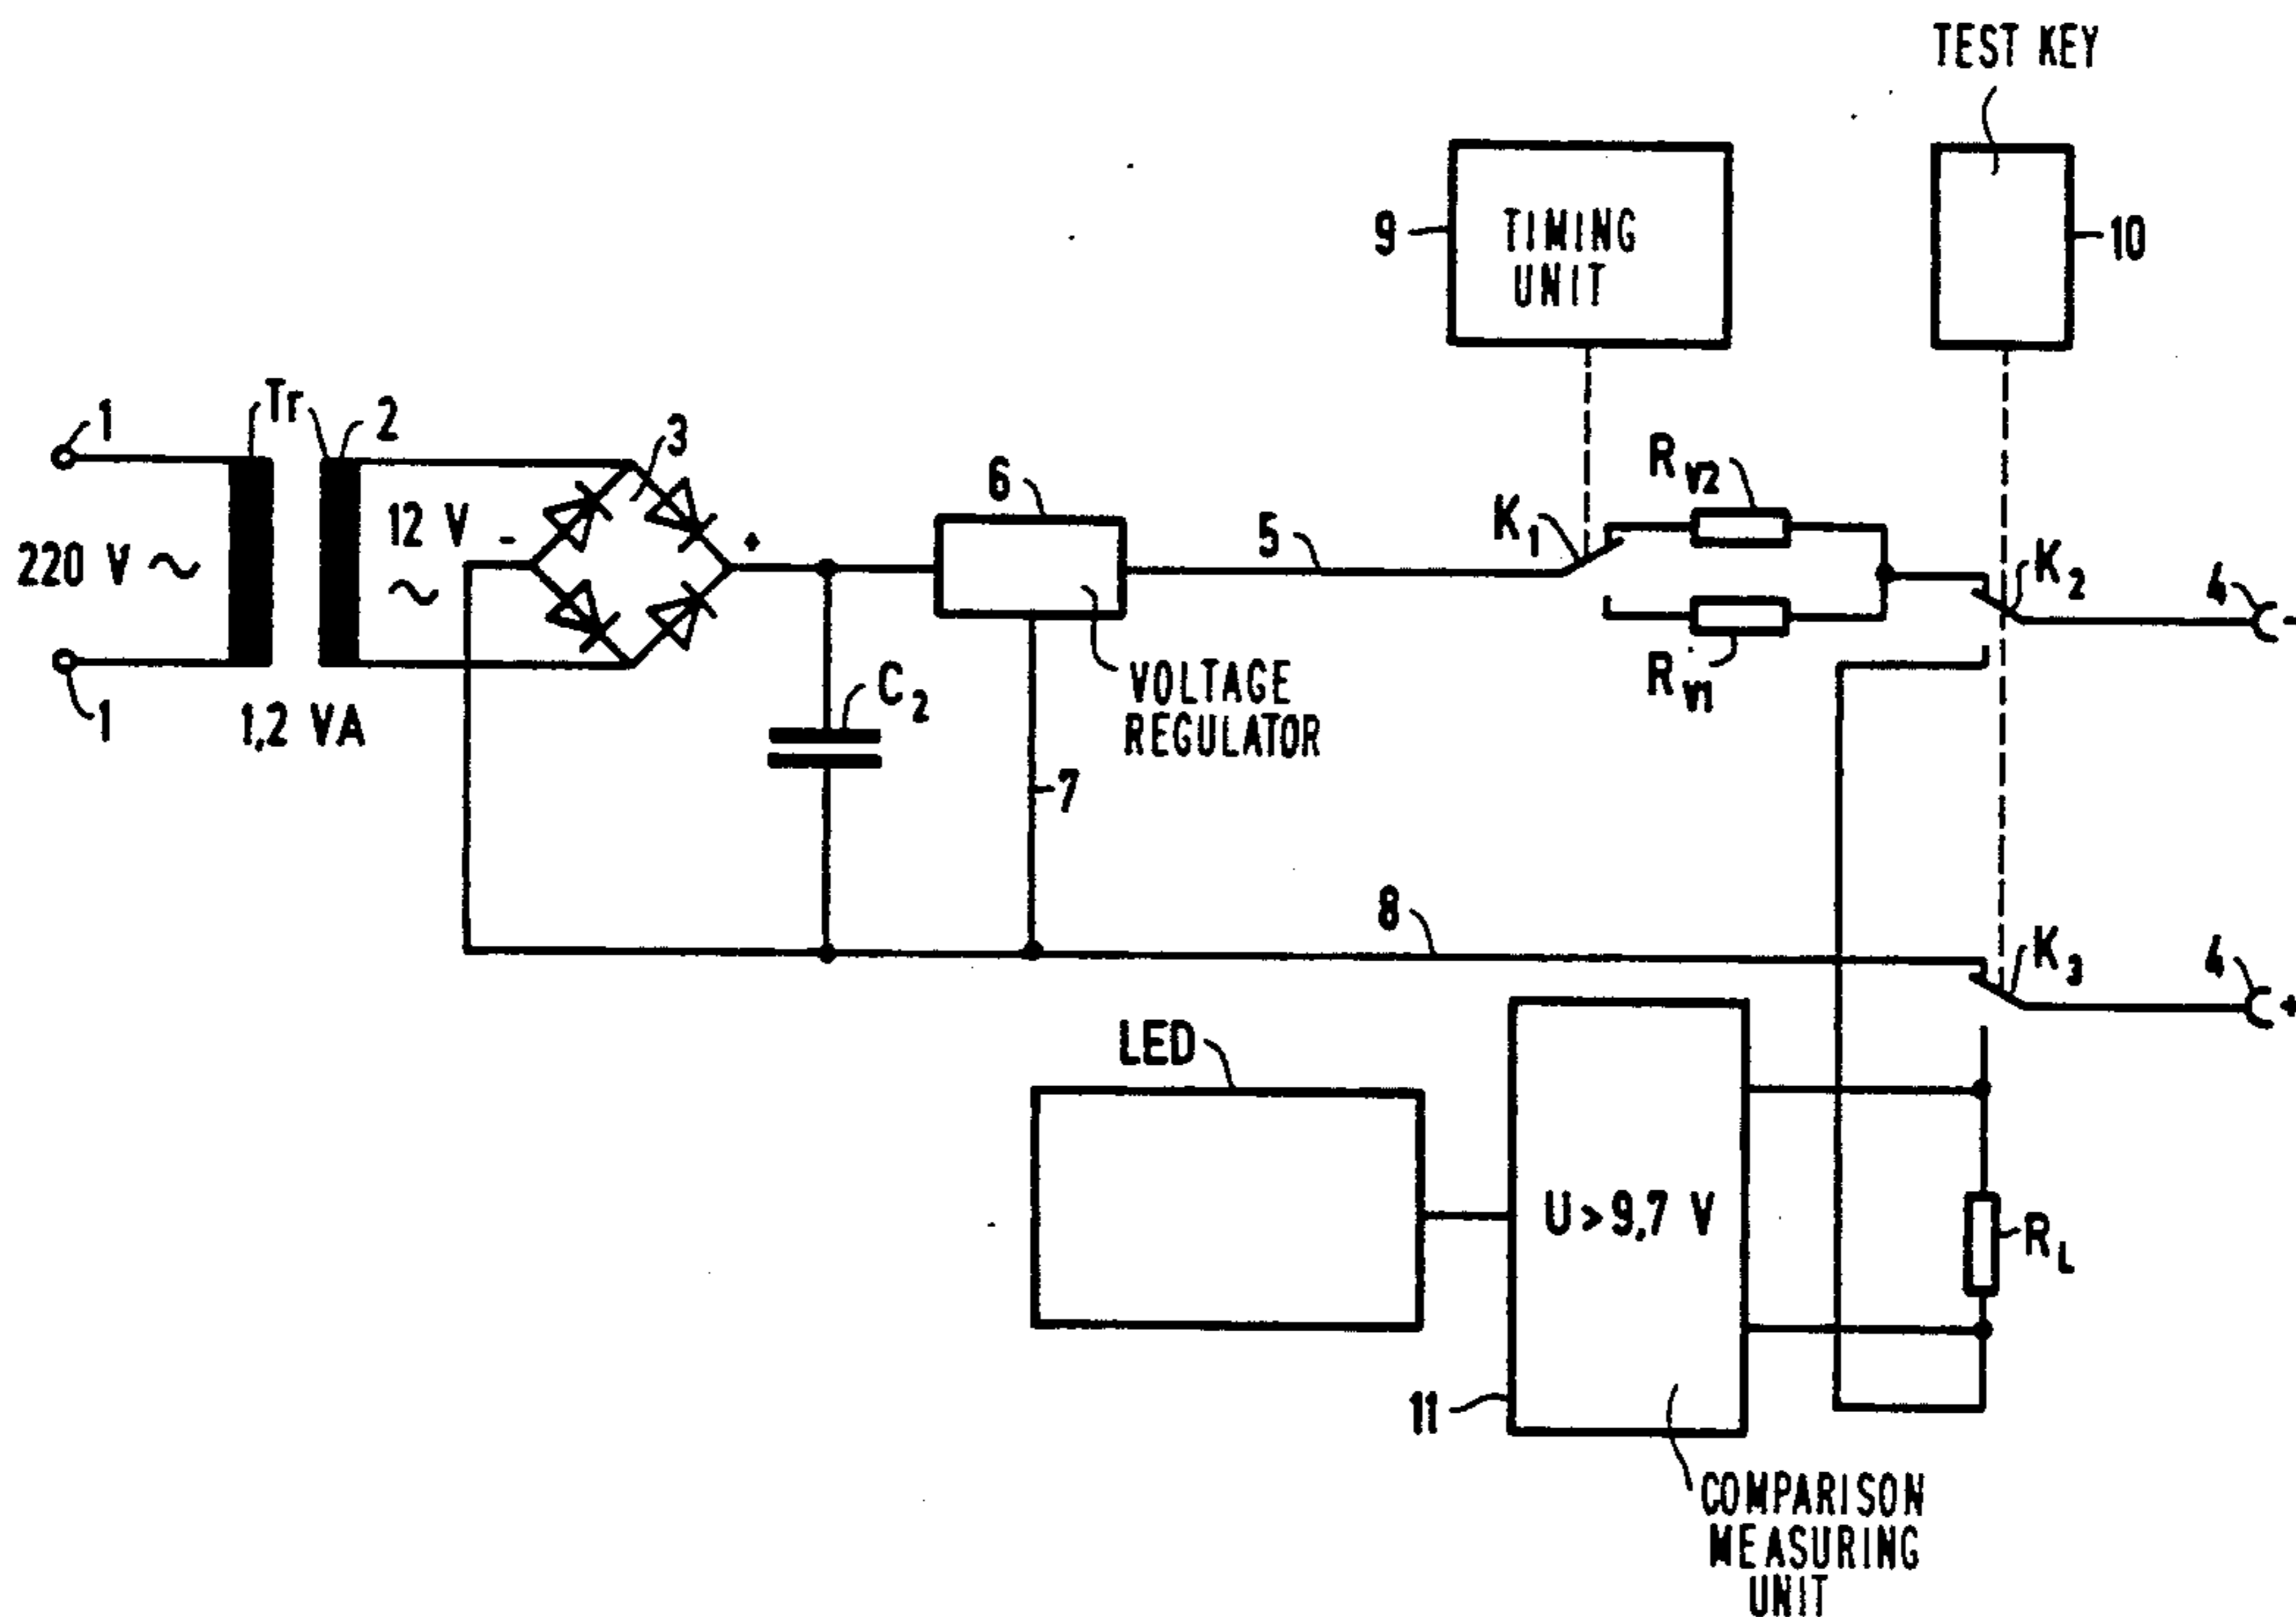 TEST KEY
9
TIMING
UNIT
10
1
Tr
2
3
6
5
K1
RV2
K2
4
-
220 V ~
12 V
~
-
+
RV1
1
1,2 VA
C2
VOLTAGE
REGULATOR
7
8
K3
4
+
LED
U > 9,7 V
RL
11
COMPARISON
MEASURING
UNIT